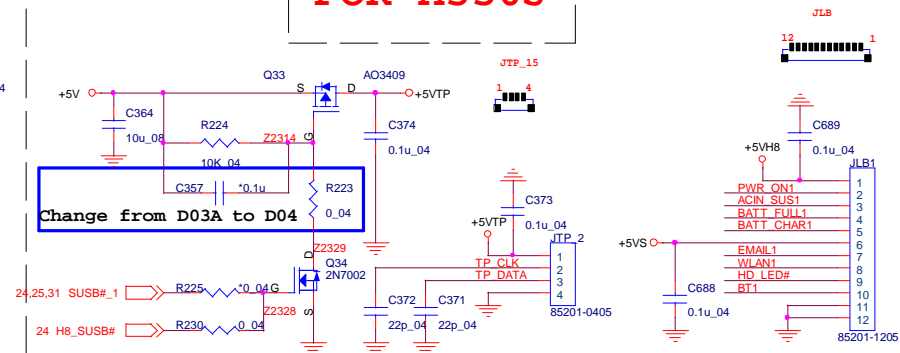 JLB
12 1
JTP_15
1 4
Q33 AO3409
+5V S D +5VTP
G
C364
10u_08
R224 Z2314
10K_04
C374
0.1u_04
C357 *0.1u
R223
0_04
Change from D03A to D04
Z2329
D
Q34
2N7002
G
S
24,25,31 SUSB#_1 R225 *0_04
Z2328
24 H8_SUSB# R230 0_04
C373
0.1u_04
+5VTP
JTP_2
TP_CLK
TP_DATA
1
2
3
4
85201-0405
C372
22p_04
C371
22p_04
C689
0.1u_04
+5VH8
JLB1
1
PWR_ON1 2
ACIN_SUS1 3
BATT_FULL1 4
BATT_CHAR1 5
+5VS 6
EMAIL1 7
WLAN1 8
HD_LED# 9
BT1 10
11
12
85201-1205
C688
0.1u_04